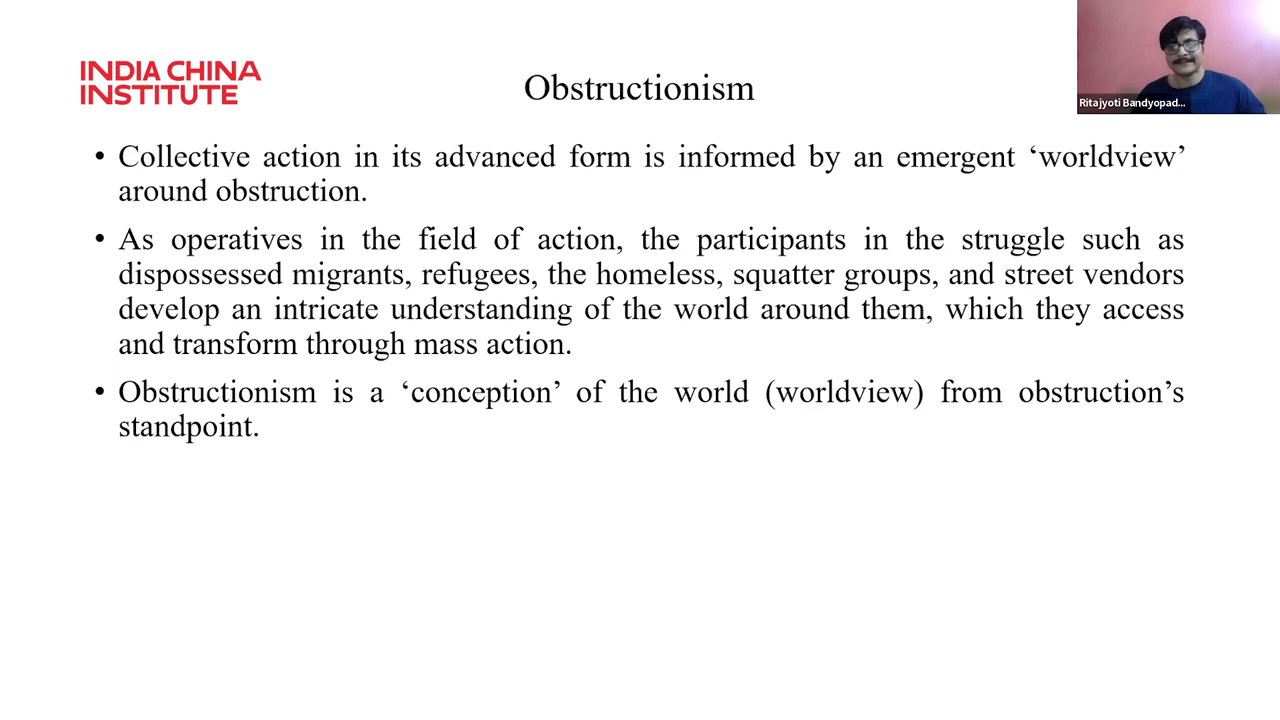 INDIA CHINA
INSTITUTE
Obstructionism
Ritajyoti Bandyopad...
• Collective action in its advanced form is informed by an emergent ‘worldview’
around obstruction.
• As operatives in the field of action, the participants in the struggle such as
dispossessed migrants, refugees, the homeless, squatter groups, and street vendors
develop an intricate understanding of the world around them, which they access
and transform through mass action.
• Obstructionism is a ‘conception’ of the world (worldview) from obstruction’s
standpoint.